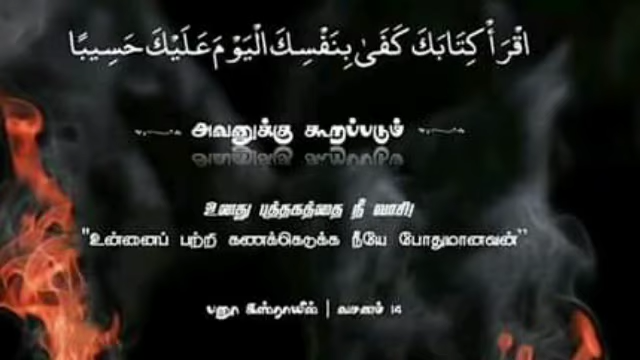 اقْرَأْ كِتَابَكَ كَفَىٰ بِنَفْسِكَ الْيَوْمَ عَلَيْكَ حَسِيبًا
அவனுக்கு கூறப்படும்
உனது புத்தகத்தை நீ வாசி!
"உன்னைப் பற்றி கணக்கெடுக்க நீயே போதுமானவன்"
பனூ இஸ்ராயீல் | வசனம் 14